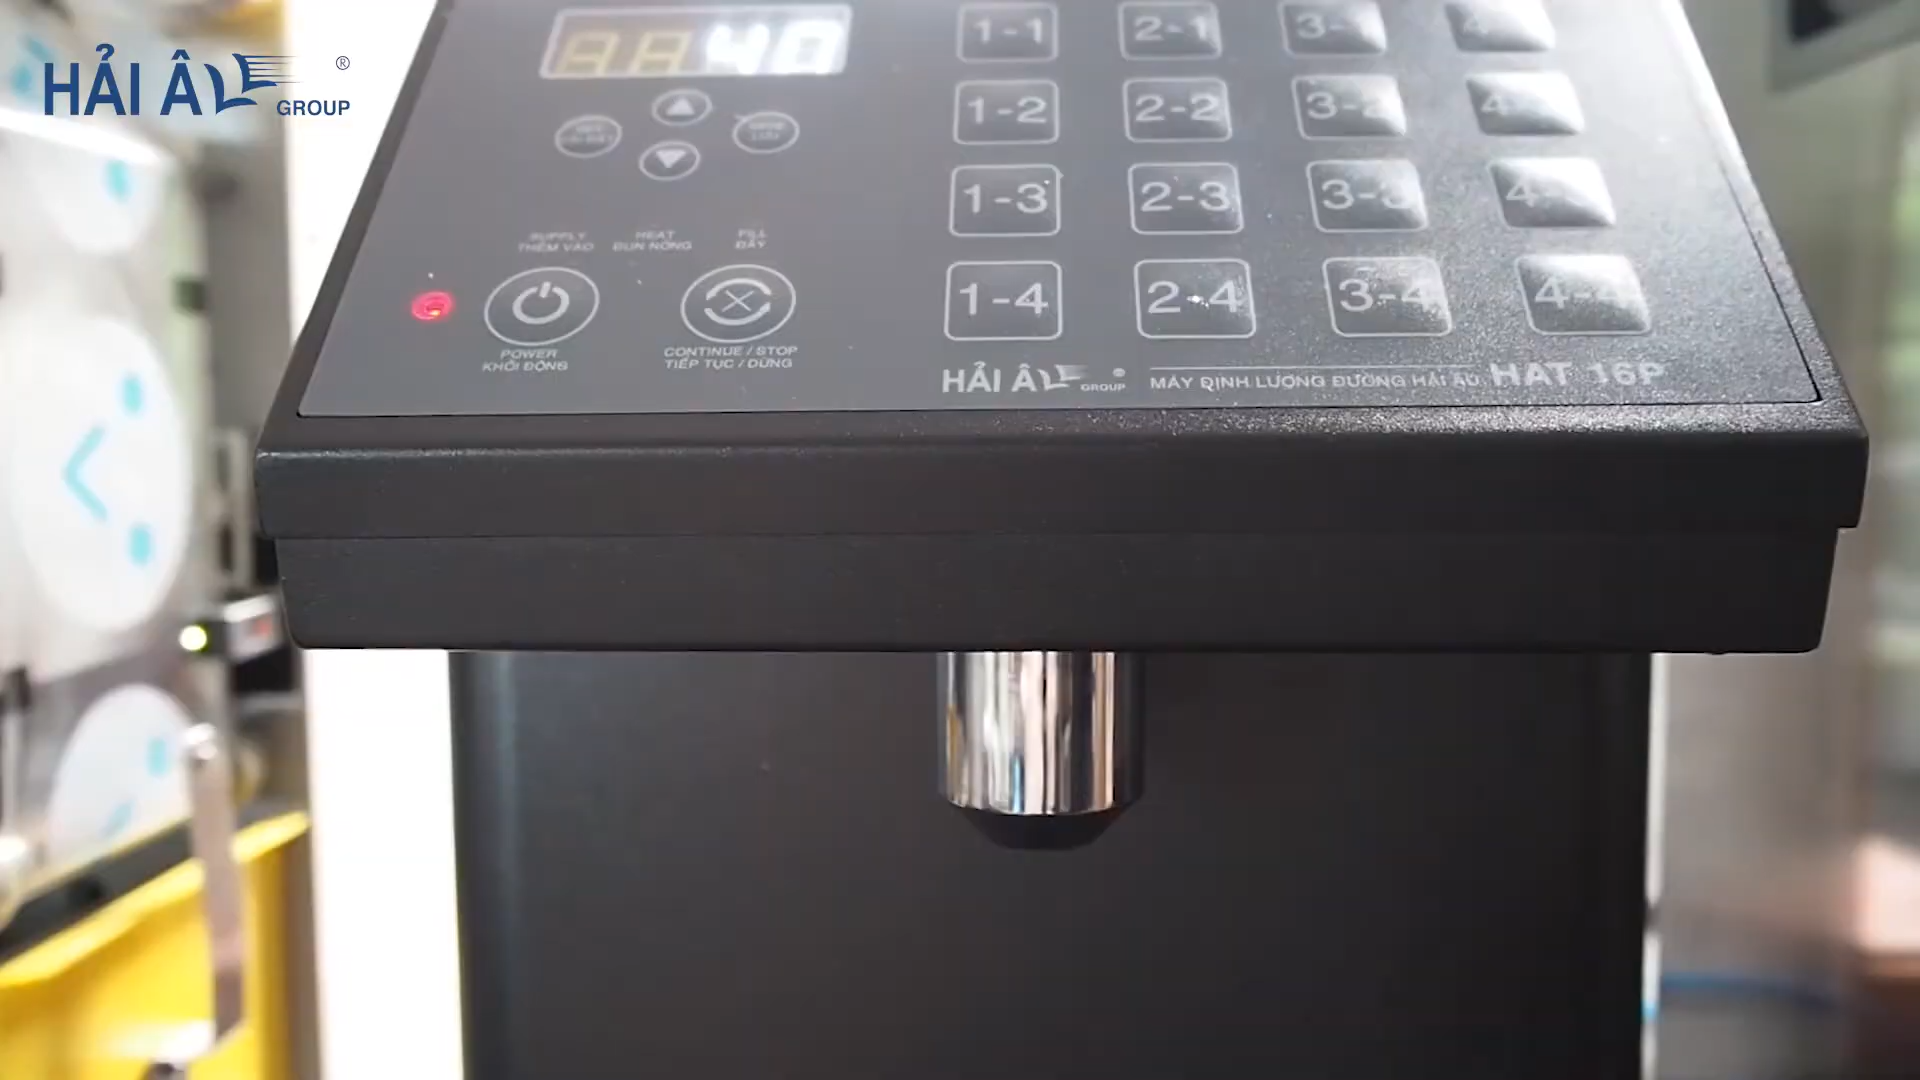 HẢI ÂU ®
GROUP
40
1-1 2-1 3-1
1-2 2-2 3-2
1-3 2-3 3-3 4-3
1-4 2-4 3-4 4-4
SUPPLY HEAT FILL
THÊM VÀO ĐUN NÓNG ĐẦY
POWER
KHỞI ĐỘNG
CONTINUE / STOP
TIẾP TỤC / DỪNG
HẢI ÂU GROUP ® MÁY ĐỊNH LƯỢNG ĐƯỜNG HẢI ÂU HAT 16P